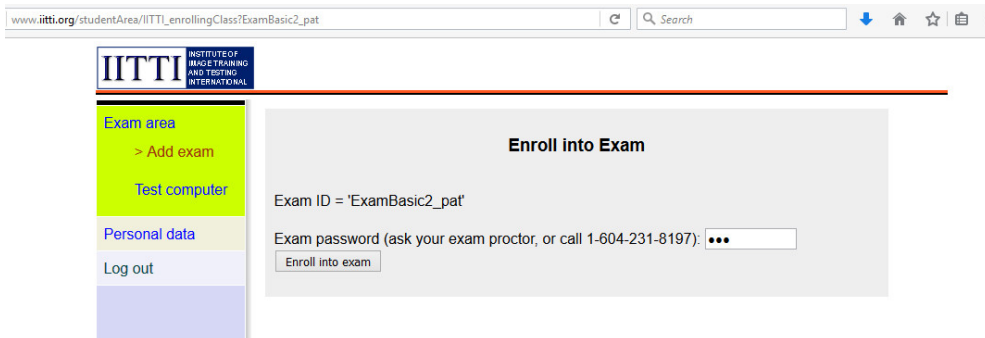 www.iitti.org/studentArea/IITTI_enrollingClass?ExamBasic2_pat
Search
IITTI
INSTITUTE OF
IMAGE TRAINING
AND TESTING
INTERNATIONAL
Exam area
> Add exam
Test computer
Personal data
Log out
Enroll into Exam
Exam ID = 'ExamBasic2_pat'
Exam password (ask your exam proctor, or call 1-604-231-8197): •••
Enroll into exam